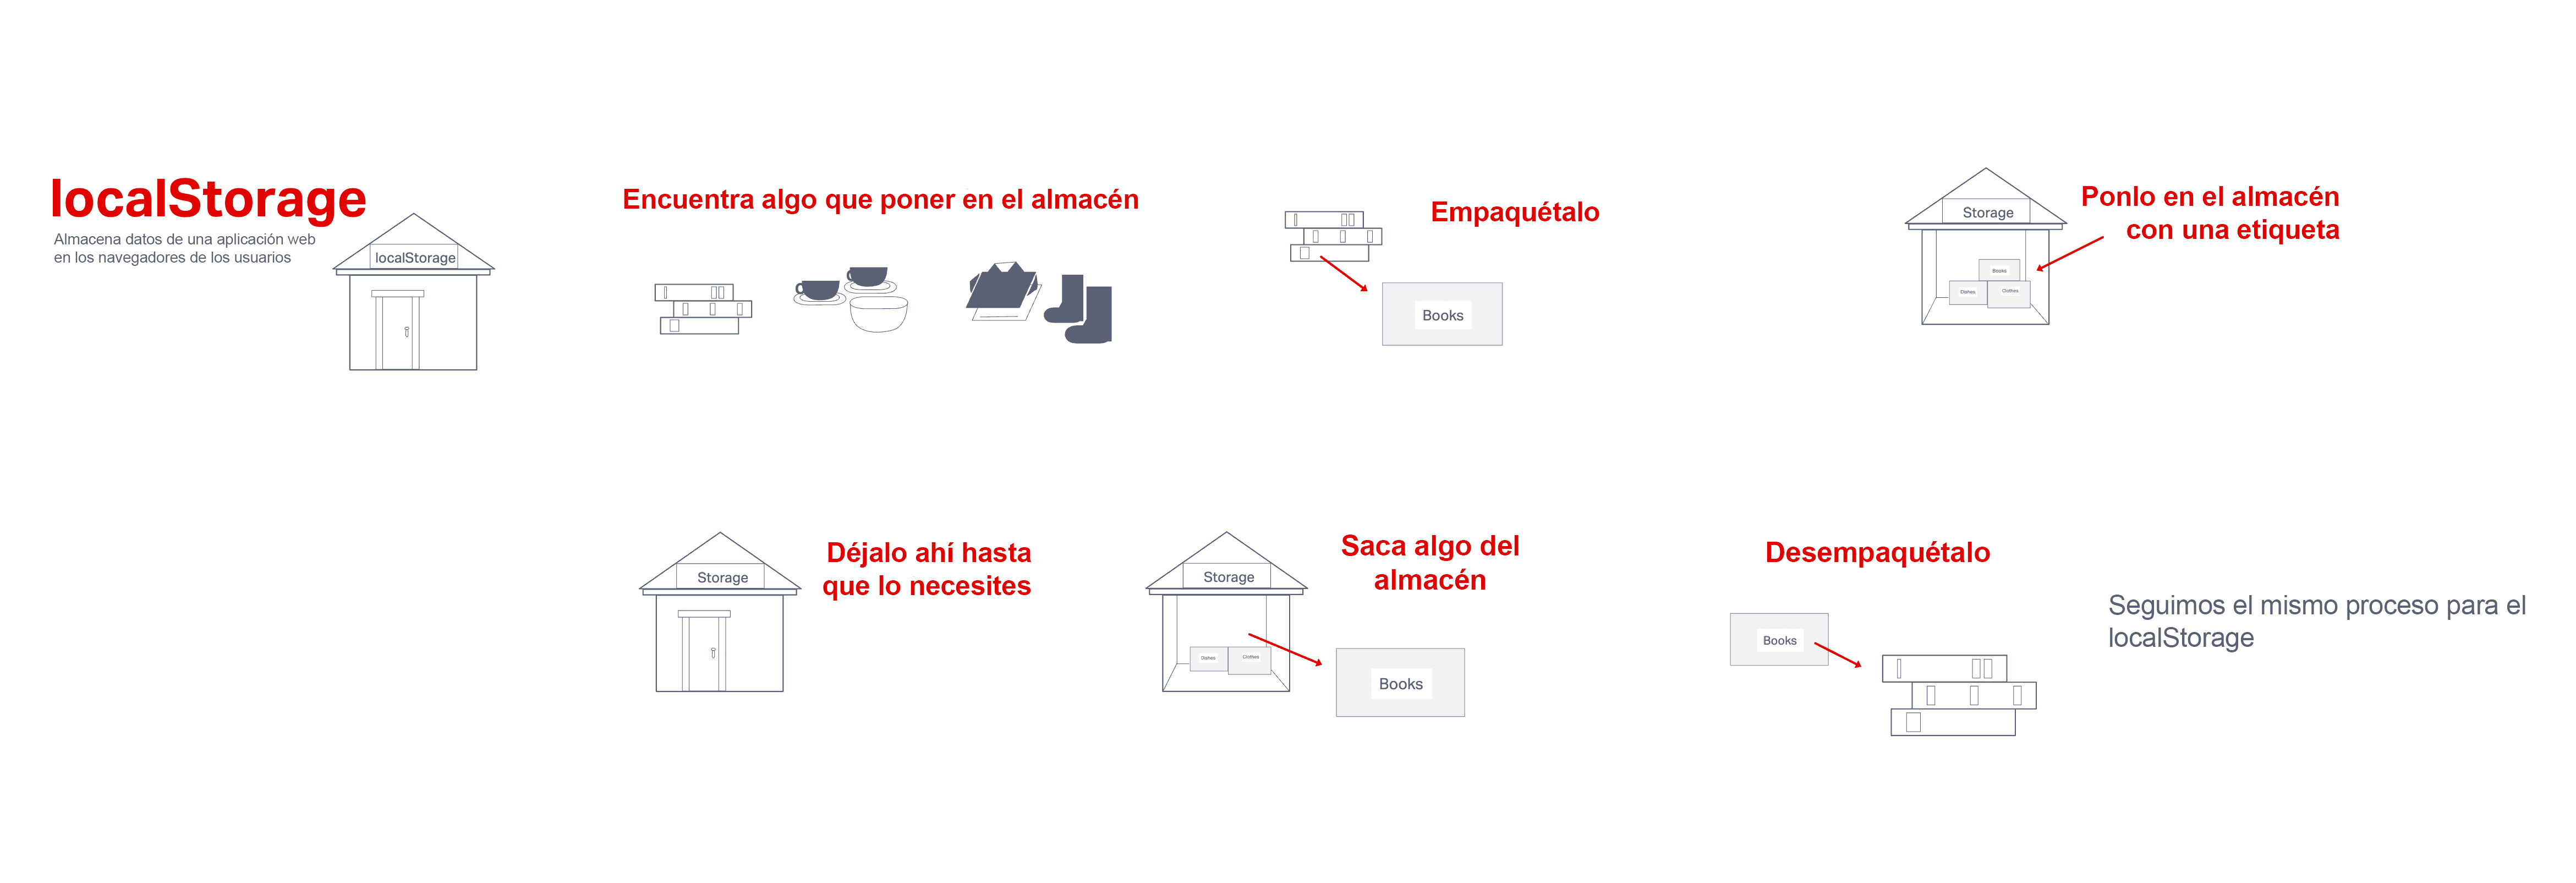 localStorage
Almacena datos de una aplicación web
en los navegadores de los usuarios
localStorage
Encuentra algo que poner en el almacén
Empaquétalo
Books
Storage
Ponlo en el almacén
con una etiqueta
Books
Dishes
Clothes
Storage
Déjalo ahí hasta
que lo necesites
Storage
Dishes
Clothes
Saca algo del
almacén
Books
Desempaquétalo
Books
Seguimos el mismo proceso para el
localStorage